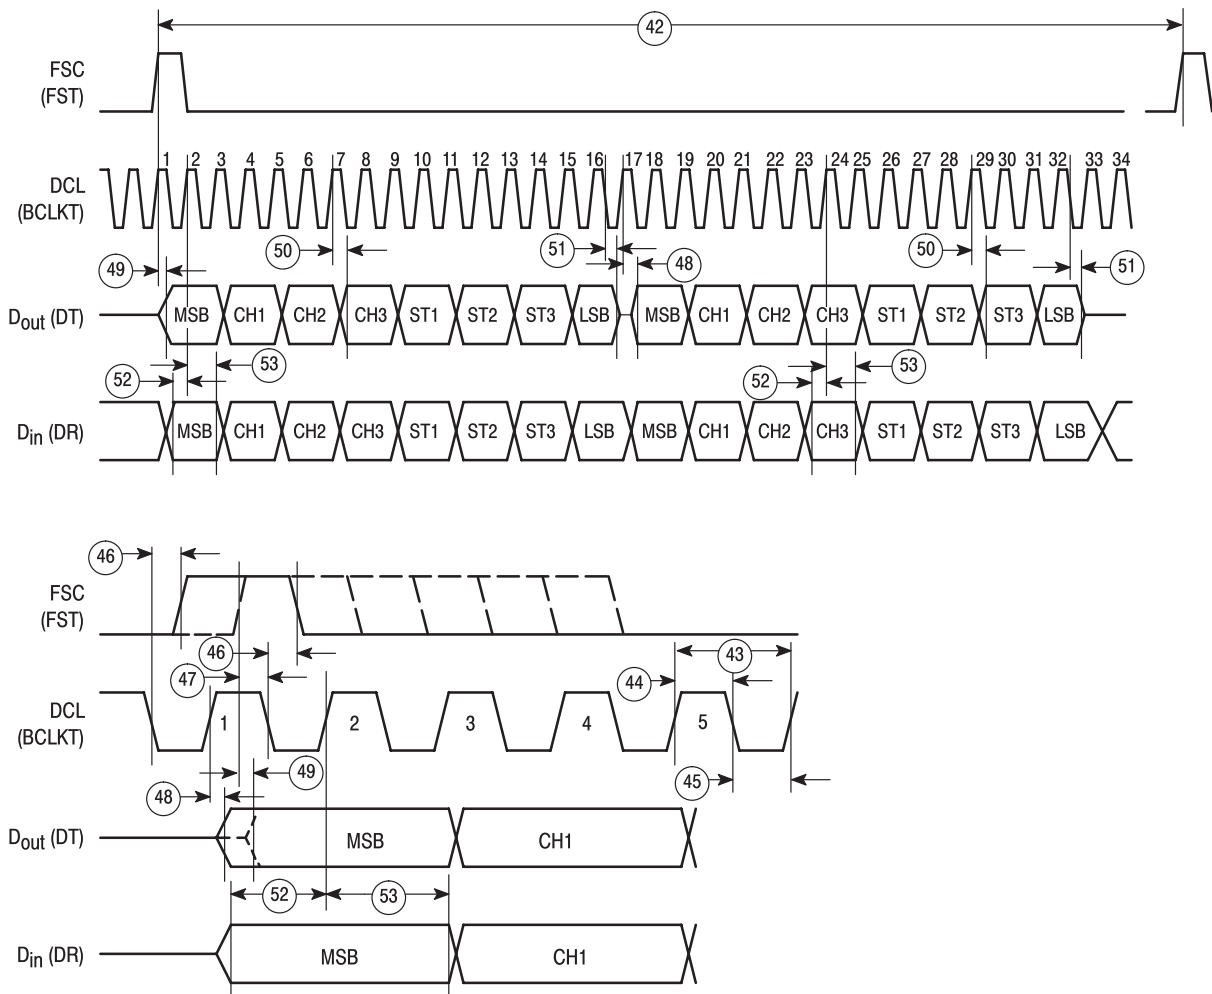 42
FSC
(FST)
1 2 3 4 5 6 7 8 9 10 11 12 13 14 15 16 17 18 19 20 21 22 23 24 25 26 27 28 29 30 31 32 33 34
DCL
(BCLKT)
49 50 51 48 50 51
Dout (DT) MSB CH1 CH2 CH3 ST1 ST2 ST3 LSB MSB CH1 CH2 CH3 ST1 ST2 ST3 LSB
52 53 52 53
Din (DR) MSB CH1 CH2 CH3 ST1 ST2 ST3 LSB MSB CH1 CH2 CH3 ST1 ST2 ST3 LSB
46
FSC
(FST)
46 43
47 44
DCL
(BCLKT)
1 2 3 4 5
49 45
48
Dout (DT) MSB CH1
52 53
Din (DR) MSB CH1